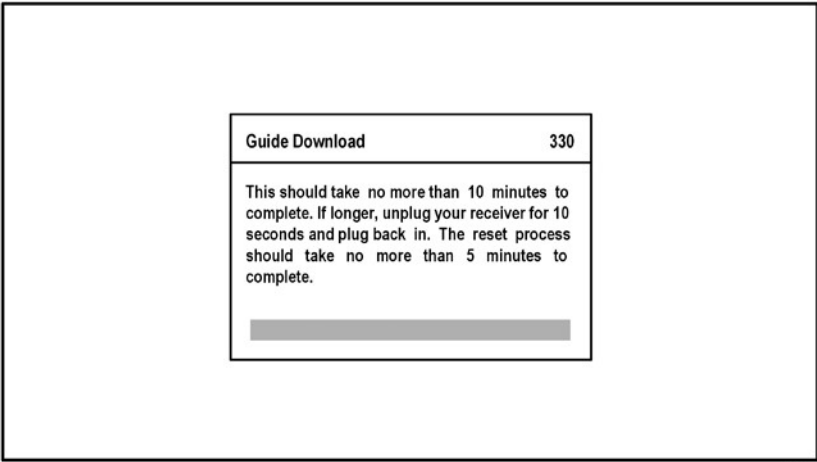 Guide Download 330
This should take no more than 10 minutes to
complete. If longer, unplug your receiver for 10
seconds and plug back in. The reset process
should take no more than 5 minutes to
complete.